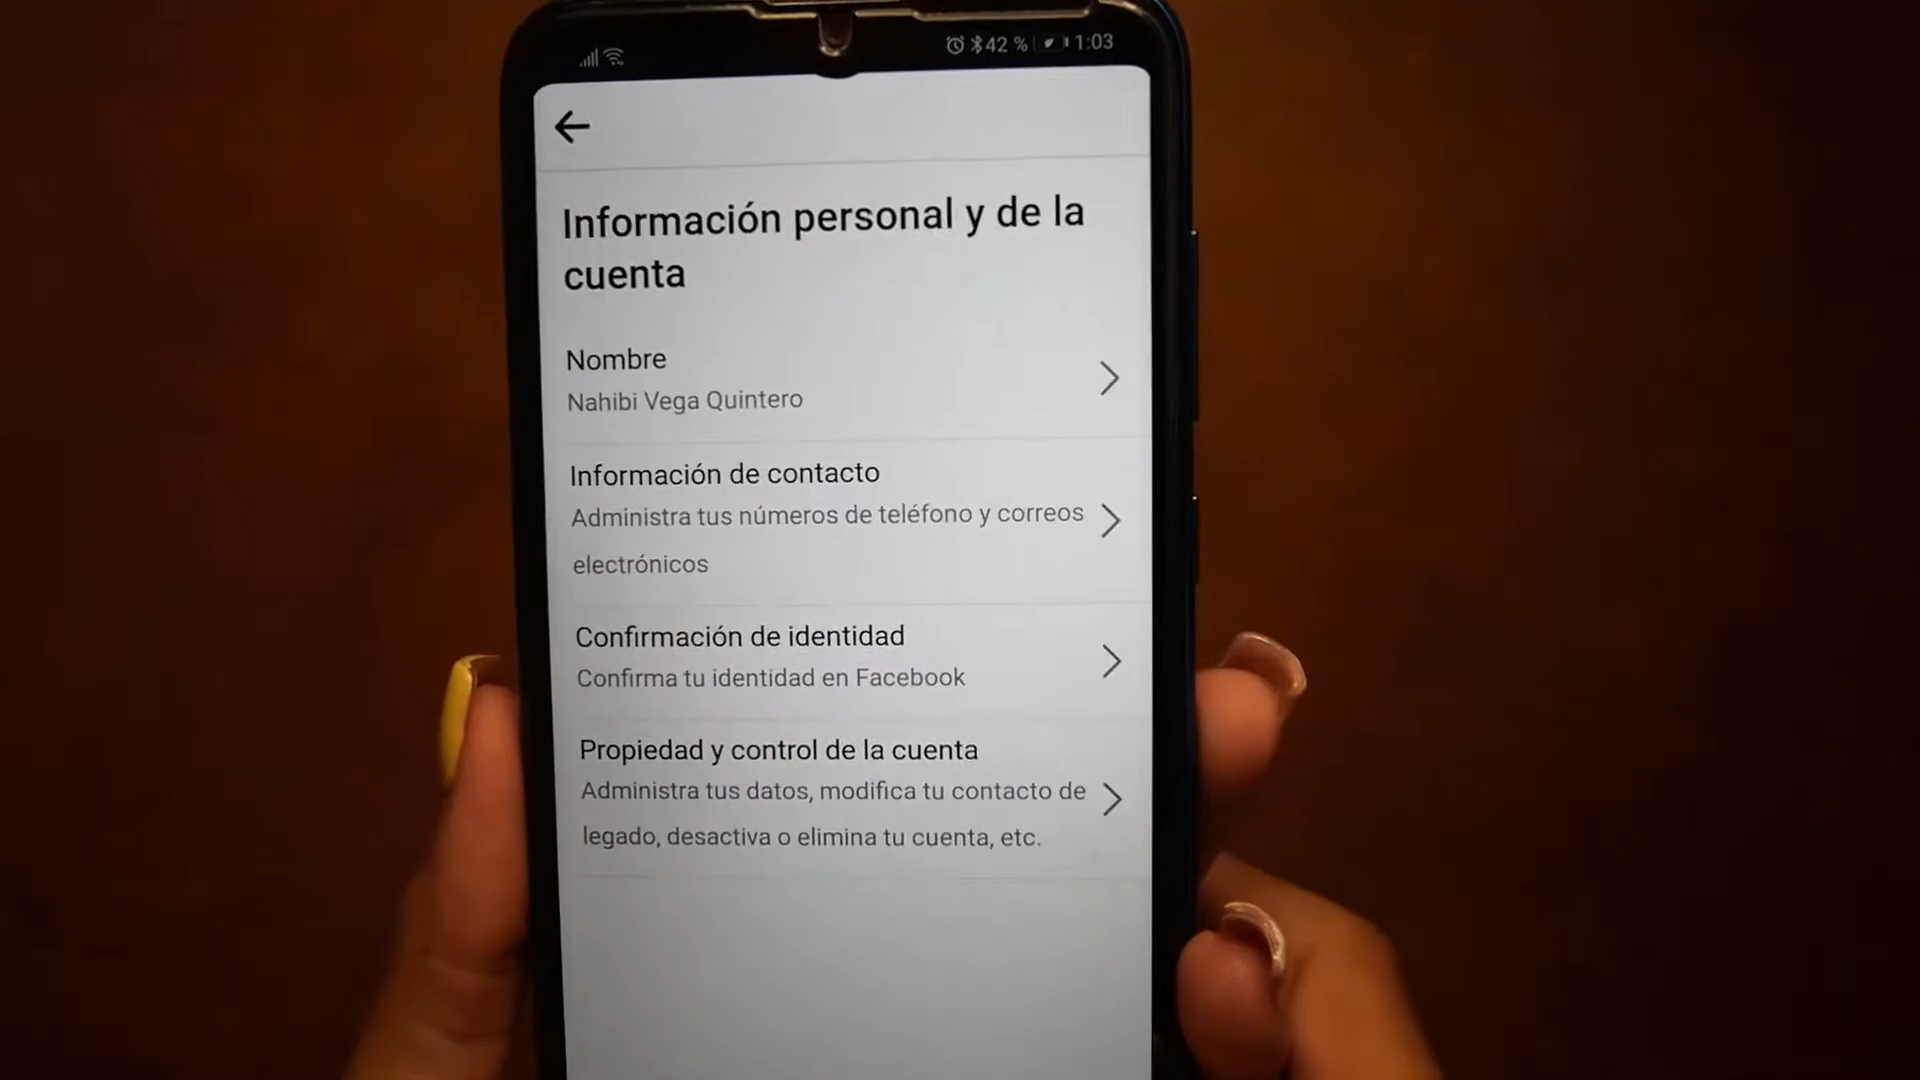 42 % 1:03
Información personal y de la
cuenta
Nombre
Nahibi Vega Quintero
Información de contacto
Administra tus números de teléfono y correos
electrónicos
Confirmación de identidad
Confirma tu identidad en Facebook
Propiedad y control de la cuenta
Administra tus datos, modifica tu contacto de
legado, desactiva o elimina tu cuenta, etc.